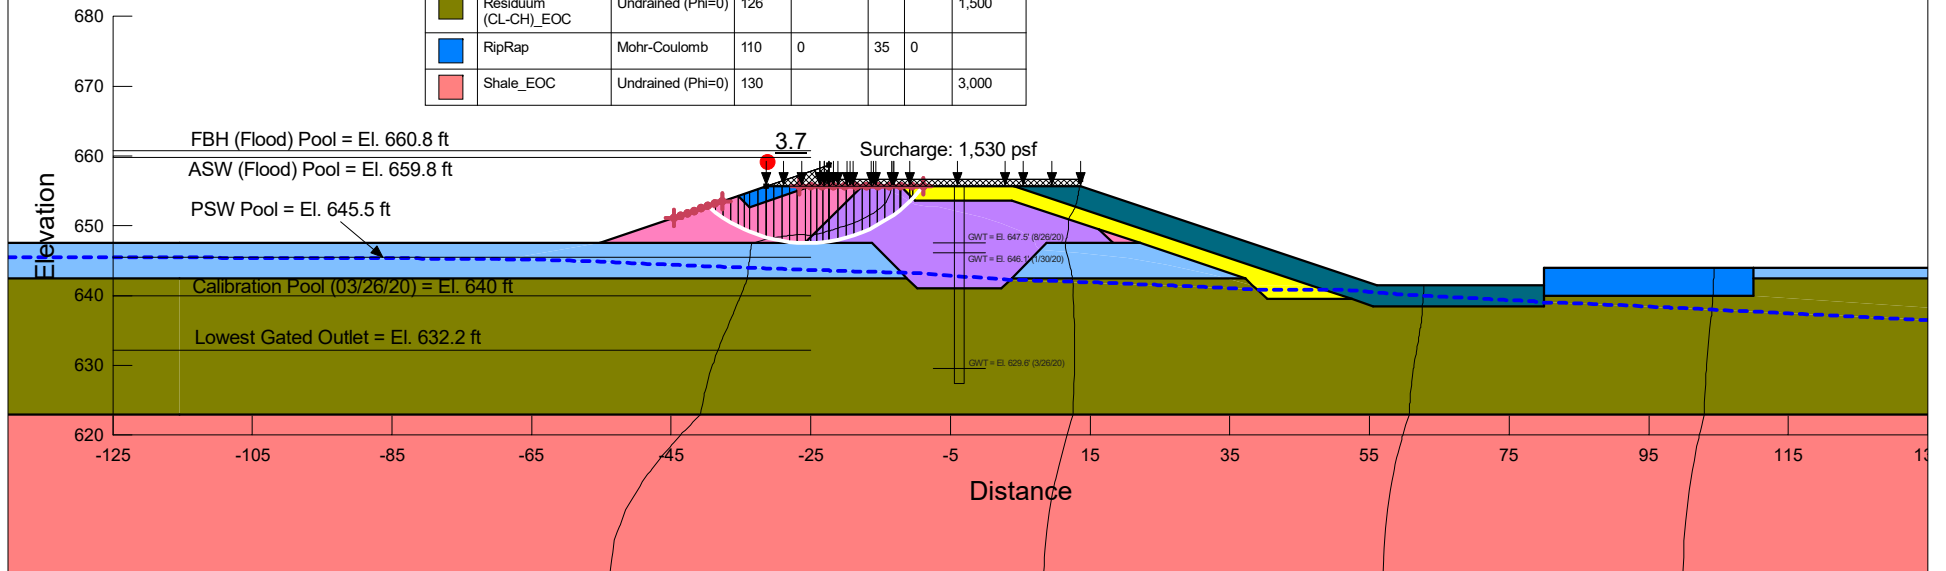 Residuum (CL-CH)_EOC Undrained (Phi=0) 126 1,500
RipRap Mohr-Coulomb 110 0 35 0
Shale_EOC Undrained (Phi=0) 130 3,000
680
670
660
650
640
630
620
Elevation
FBH (Flood) Pool = El. 660.8 ft
ASW (Flood) Pool = El. 659.8 ft
PSW Pool = El. 645.5 ft
Calibration Pool (03/26/20) = El. 640 ft
Lowest Gated Outlet = El. 632.2 ft
3.7
Surcharge: 1,530 psf
GWT = El. 647.5' (8/26/20)
GWT = El. 646.1' (1/30/20)
GWT = El. 629.6' (3/26/20)
-125 -105 -85 -65 -45 -25 -5 15 35 55 75 95 115
Distance